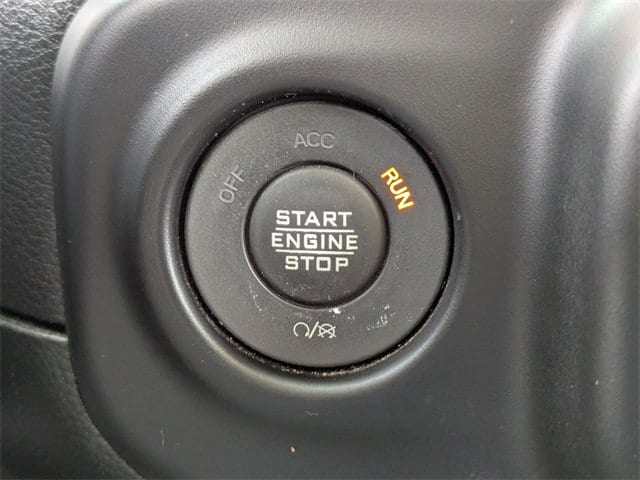 ACC
OFF
RUN
START
ENGINE
STOP